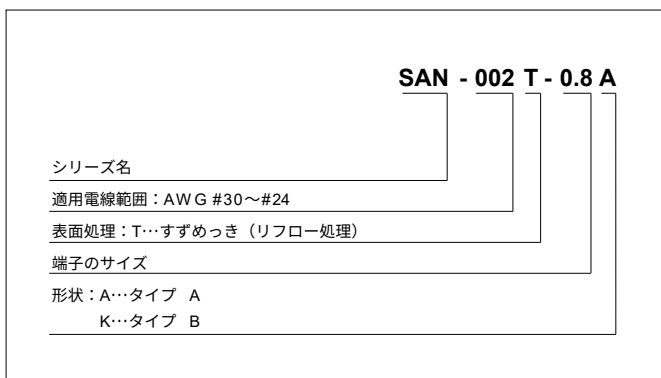 SAN - 002 T - 0.8 A
シリーズ名
適用電線範囲：AWG #30～#24
表面処理：T…すずめっき（リフロー処理）
端子のサイズ
形状：A…タイプ A
K…タイプ B